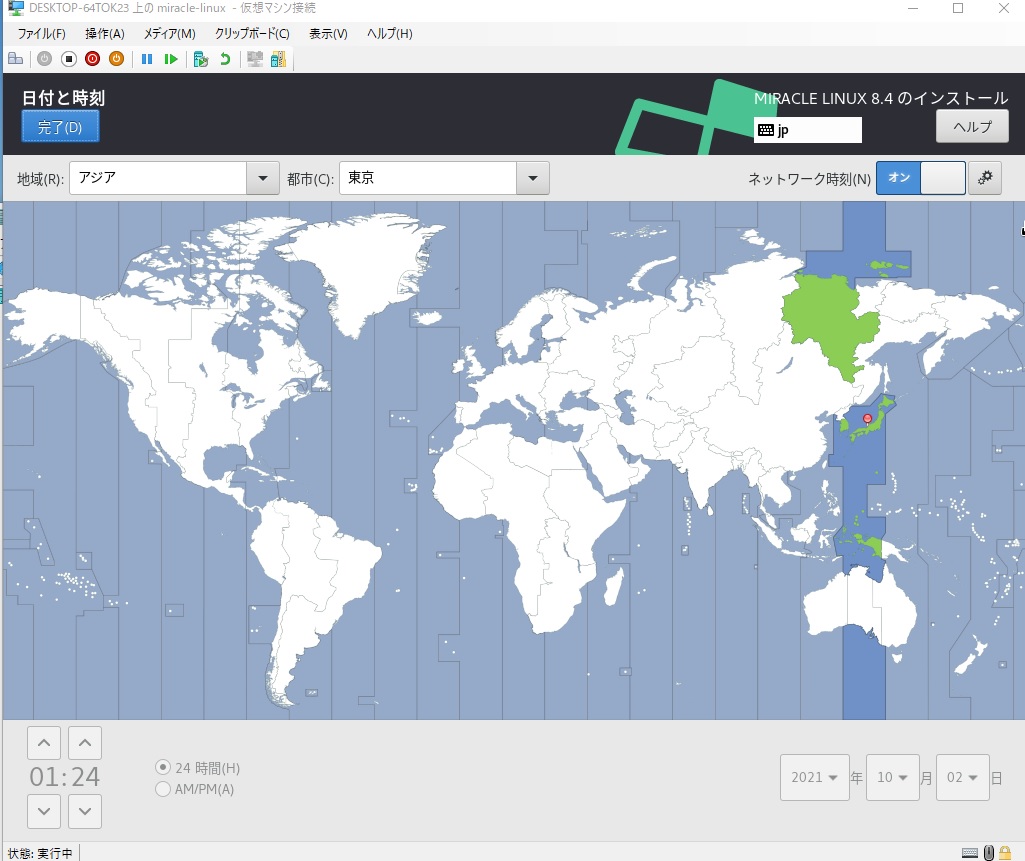 DESKTOP-64TOK23 上の miracle-linux - 仮想マシン接続
ファイル(F) 操作(A) メディア(M) クリップボード(C) 表示(V) ヘルプ(H)
日付と時刻
MIRACLE LINUX 8.4 のインストール
完了(D)
jp
ヘルプ
地域(R): アジア 都市(C): 東京 ネットワーク時刻(N) オン
01:24
24 時間(H)
AM/PM(A)
2021 年 10 月 02 日
状態: 実行中